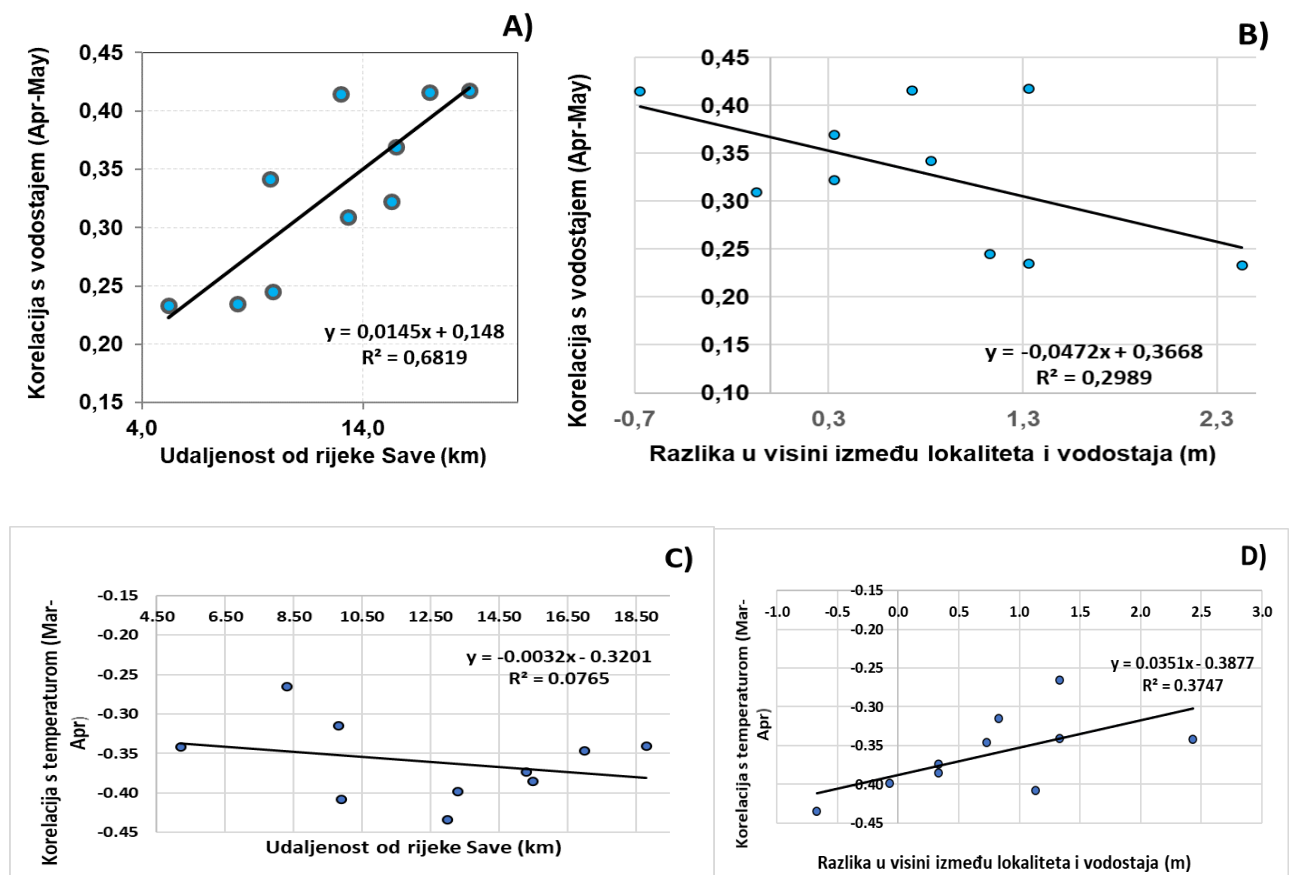 A)
Korelacija s vodostajem (Apr-May)
0,45
0,40
0,35
0,30
0,25
0,20
0,15
4,0
14,0
y = 0,0145x + 0,148
R² = 0,6819
Udaljenost od rijeke Save (km)
B)
Korelacija s vodostajem (Apr-May)
0,45
0,40
0,35
0,30
0,25
0,20
0,15
0,10
-0,7
0,3
1,3
2,3
y = -0,0472x + 0,3668
R² = 0,2989
Razlika u visini između lokaliteta i vodostaja (m)
C)
Korelacija s temperaturom (Mar-
Apr)
-0.15
-0.20
-0.25
-0.30
-0.35
-0.40
-0.45
4.50
6.50
8.50
10.50
12.50
14.50
16.50
18.50
y = -0.0032x - 0.3201
R² = 0.0765
Udaljenost od rijeke Save (km)
D)
Korelacija s temperaturom (Mar-
Apr)
-0.15
-0.20
-0.25
-0.30
-0.35
-0.40
-0.45
-1.0
-0.5
0.0
0.5
1.0
1.5
2.0
2.5
3.0
y = 0.0351x - 0.3877
R² = 0.3747
Razlika u visini između lokaliteta i vodostaja (m)